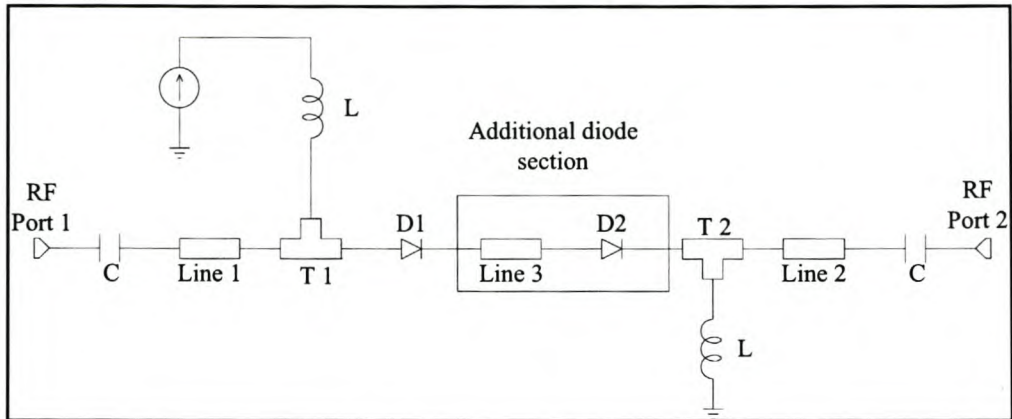 L
Additional diode
section
RF
Port 1
RF
Port 2
D1
D2
T 2
C
Line 1
T 1
Line 3
Line 2
C
L